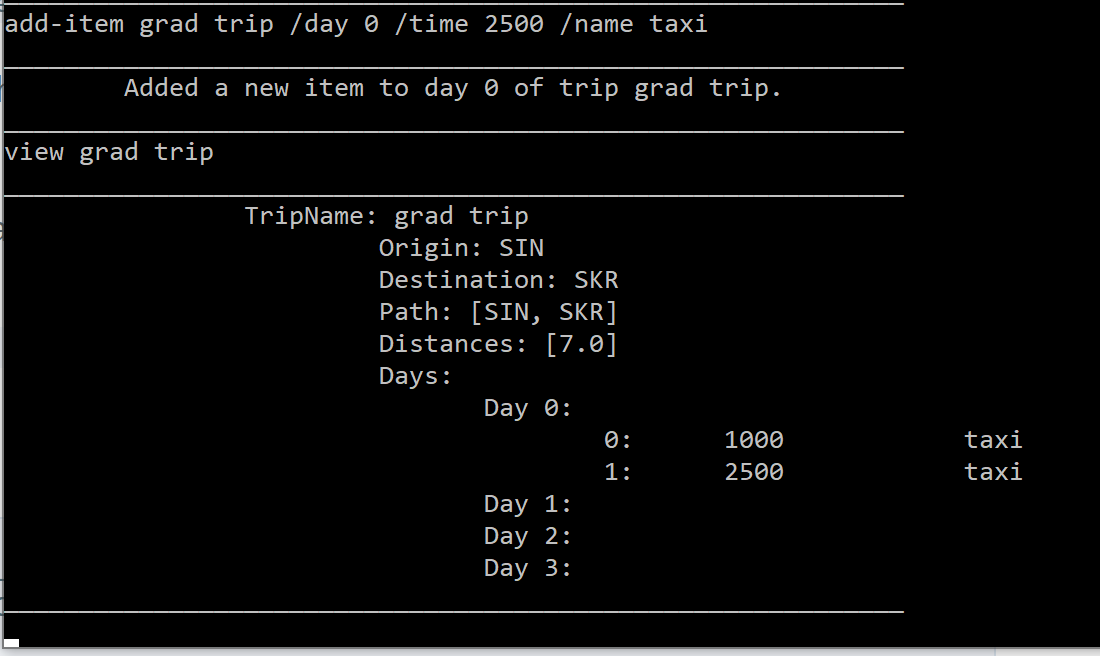 add-item grad trip /day 0 /time 2500 /name taxi
Added a new item to day 0 of trip grad trip.
view grad trip
TripName: grad trip
Origin: SIN
Destination: SKR
Path: [SIN, SKR]
Distances: [7.0]
Days:
Day 0:
0: 1000 taxi
1: 2500 taxi
Day 1:
Day 2:
Day 3: